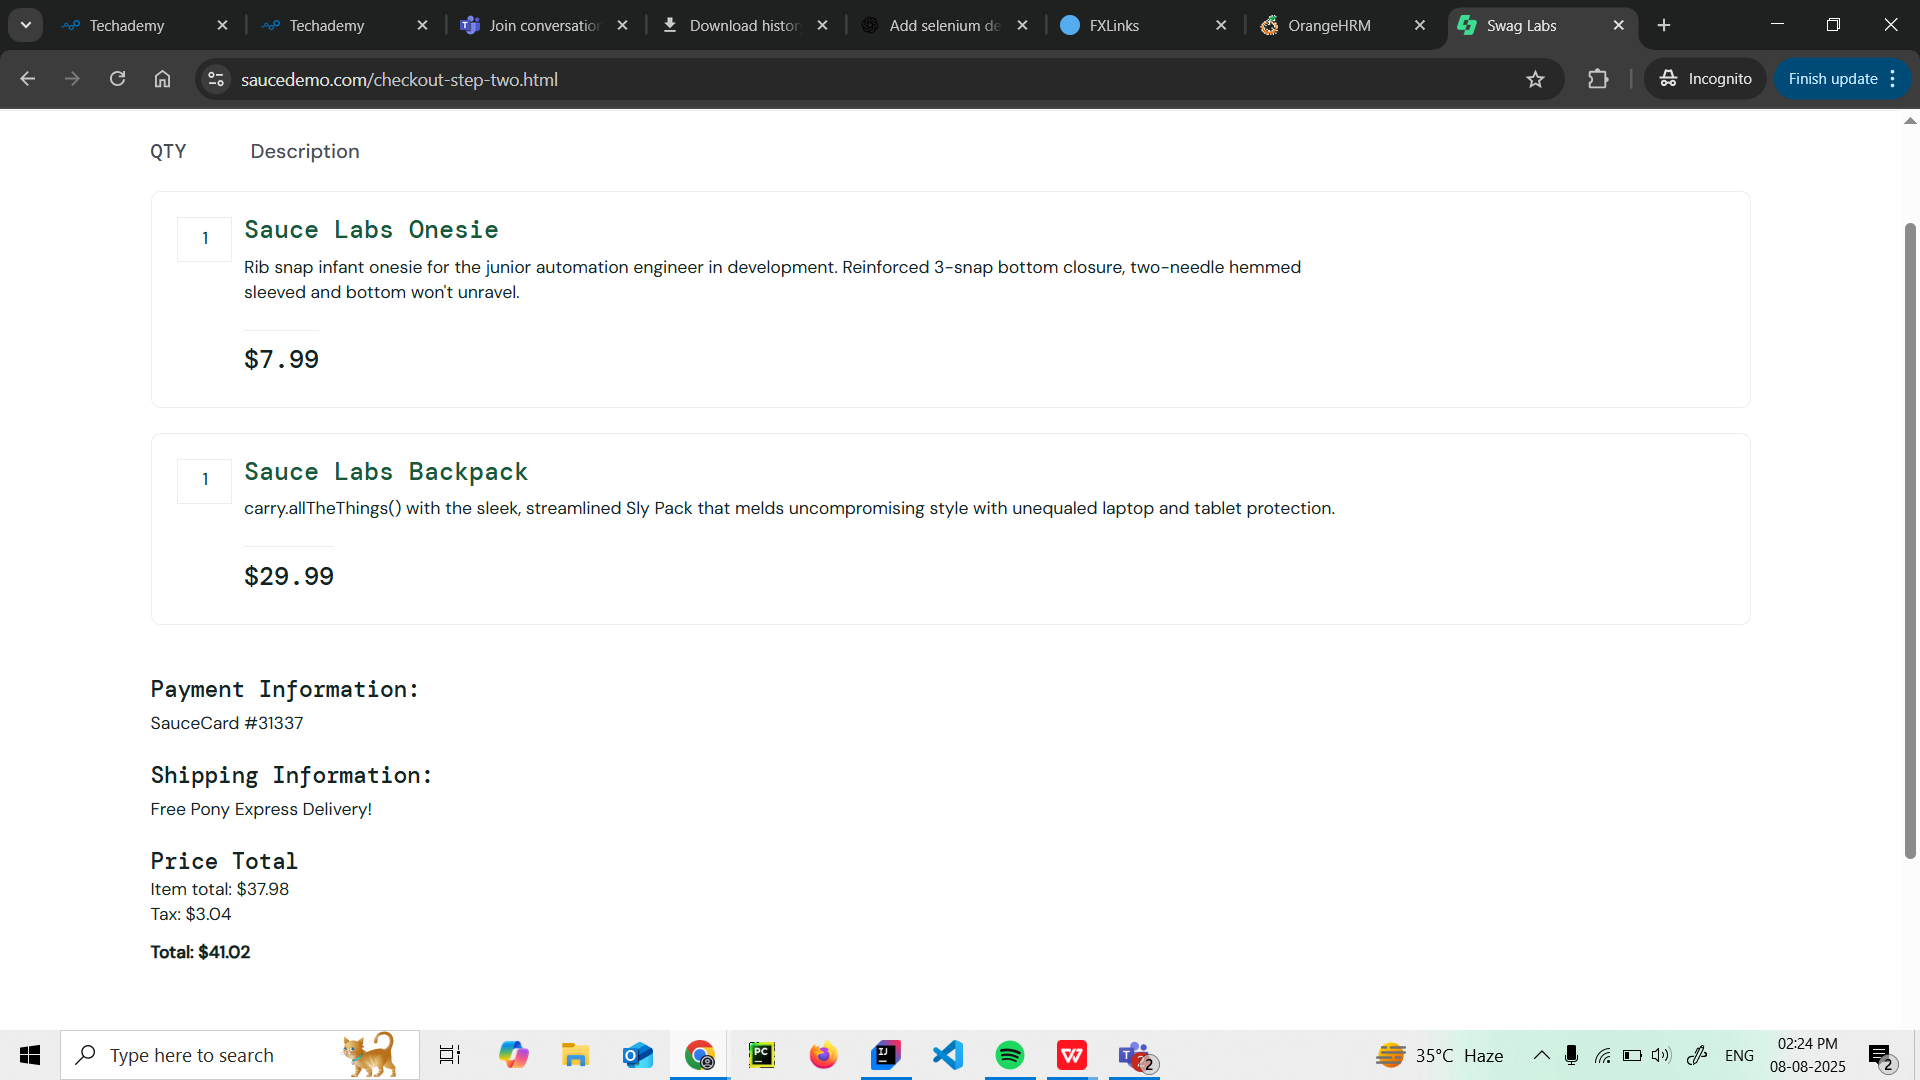 Techademy
Techademy
Join conversation
Download histor
Add selenium de
FXLinks
OrangeHRM
Swag Labs
saucedemo.com/checkout-step-two.html
Incognito
Finish update
QTY Description
1
Sauce Labs Onesie
Rib snap infant onesie for the junior automation engineer in development. Reinforced 3-snap bottom closure, two-needle hemmed
sleeved and bottom won't unravel.
$7.99
1
Sauce Labs Backpack
carry.allTheThings() with the sleek, streamlined Sly Pack that melds uncompromising style with unequaled laptop and tablet protection.
$29.99
Payment Information:
SauceCard #31337
Shipping Information:
Free Pony Express Delivery!
Price Total
Item total: $37.98
Tax: $3.04
Total: $41.02
Type here to search
35°C Haze
ENG
02:24 PM
08-08-2025
2
2